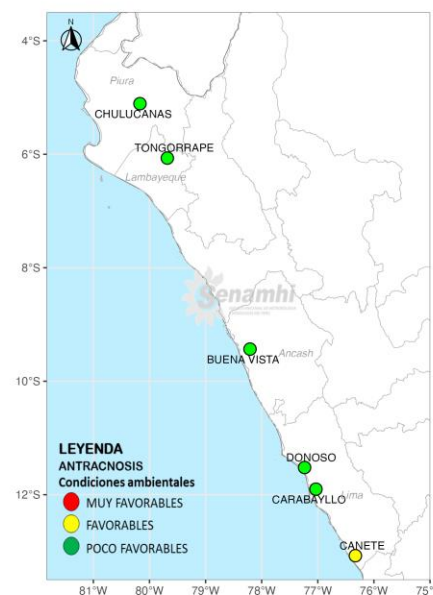 N
4°S
Piura
CHULUCANAS
TONGORRAPE
6°S
Lambayeque
8°S
Senamhi
BUENA VISTA
Ancash
10°S
LEYENDA
ANTRACNOSIS
Condiciones ambientales
MUY FAVORABLES
FAVORABLES
POCO FAVORABLES
DONOSO
12°S
CARABAYLLO
Lima
CANETE
81°W 80°W 79°W 78°W 77°W 76°W 75°W